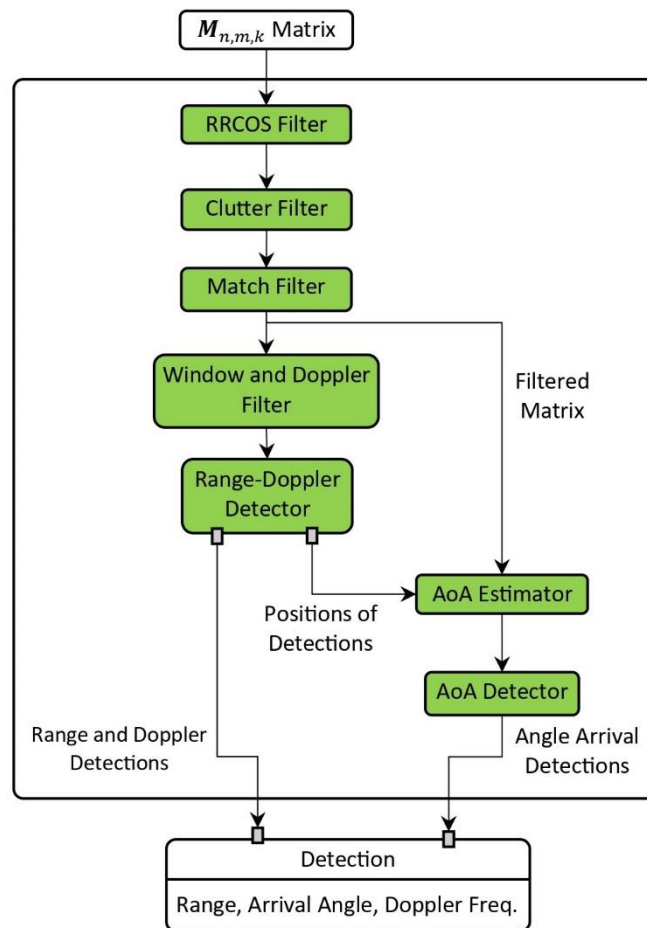 M_{n,m,k} Matrix
RRCOS Filter
Clutter Filter
Match Filter
Window and Doppler
Filter
Filtered
Matrix
Range-Doppler
Detector
AoA Estimator
Positions of
Detections
AoA Detector
Range and Doppler
Detections
Angle Arrival
Detections
Detection
Range, Arrival Angle, Doppler Freq.